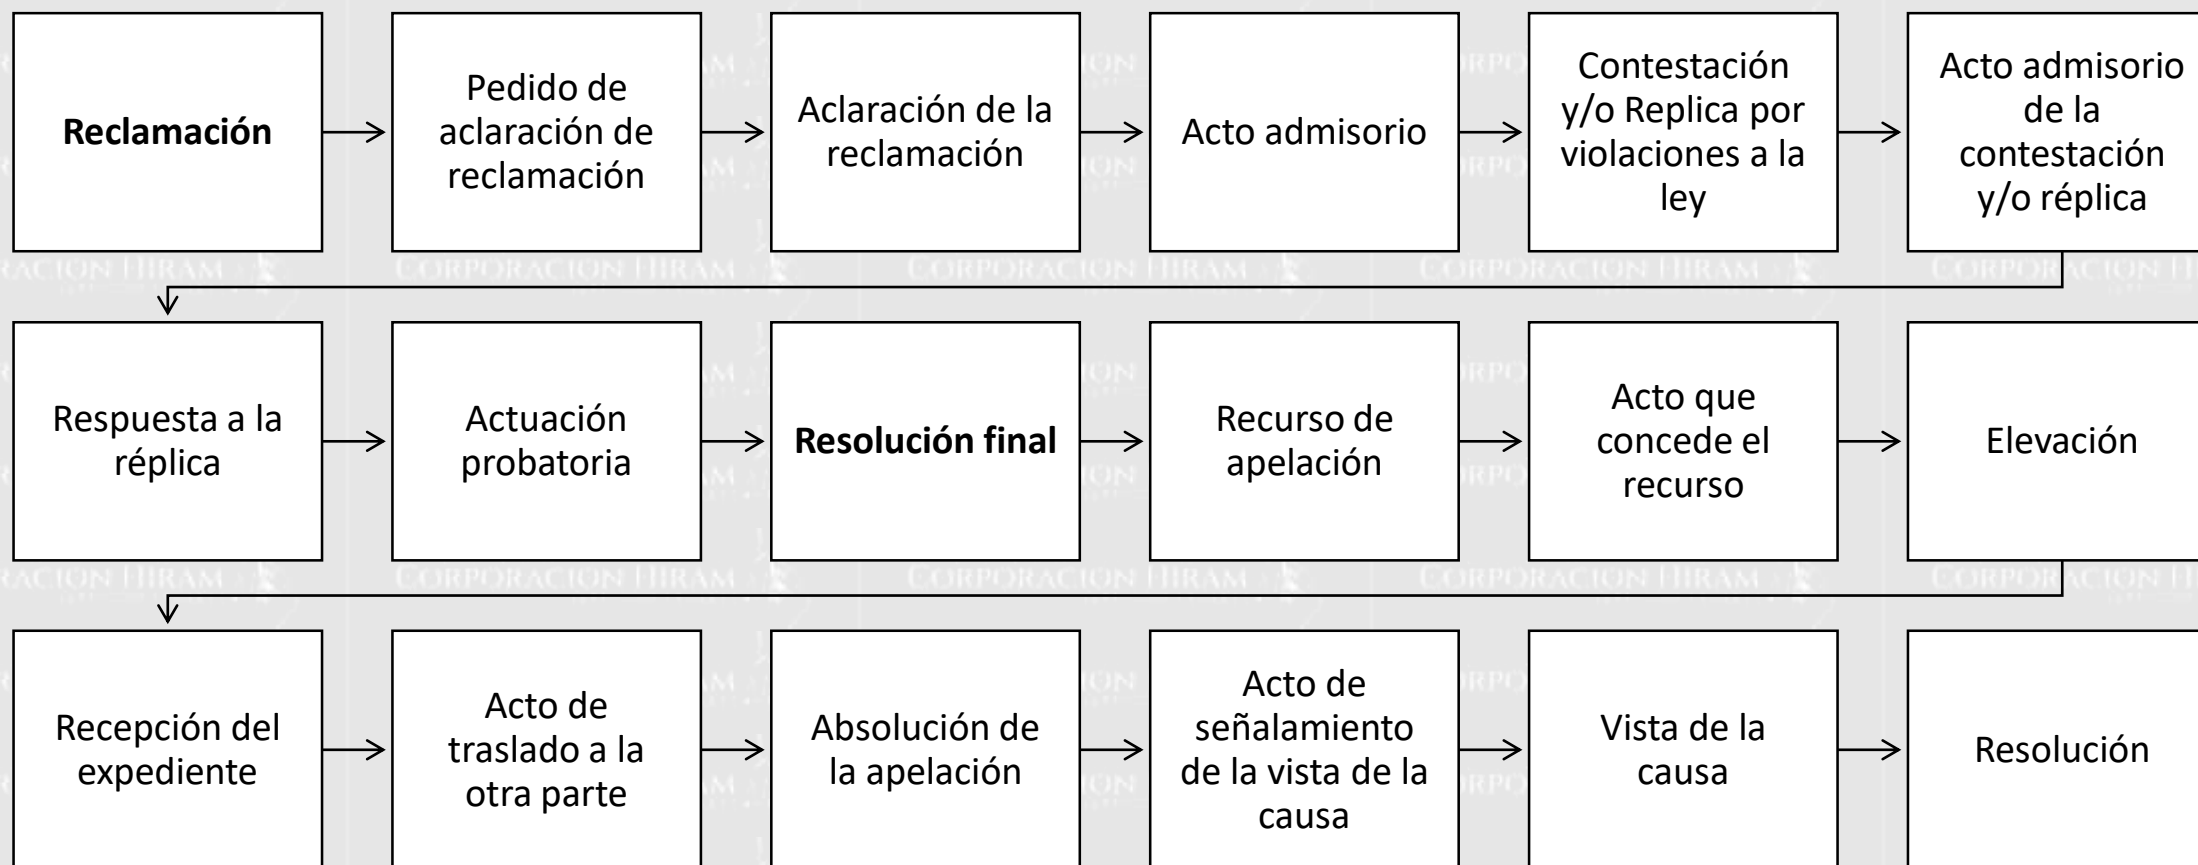 Reclamación
Pedido de
aclaración de
reclamación
Aclaración de la
reclamación
Acto admisorio
Contestación
y/o Replica por
violaciones a la
ley
Acto admisorio
de la
contestación
y/o réplica
Respuesta a la
réplica
Actuación
probatoria
Resolución final
Recurso de
apelación
Acto que
concede el
recurso
Elevación
Recepción del
expediente
Acto de
traslado a la
otra parte
Absolución de
la apelación
Acto de
señalamiento
de la vista de la
causa
Vista de la
causa
Resolución
CORPORACION HIRAM